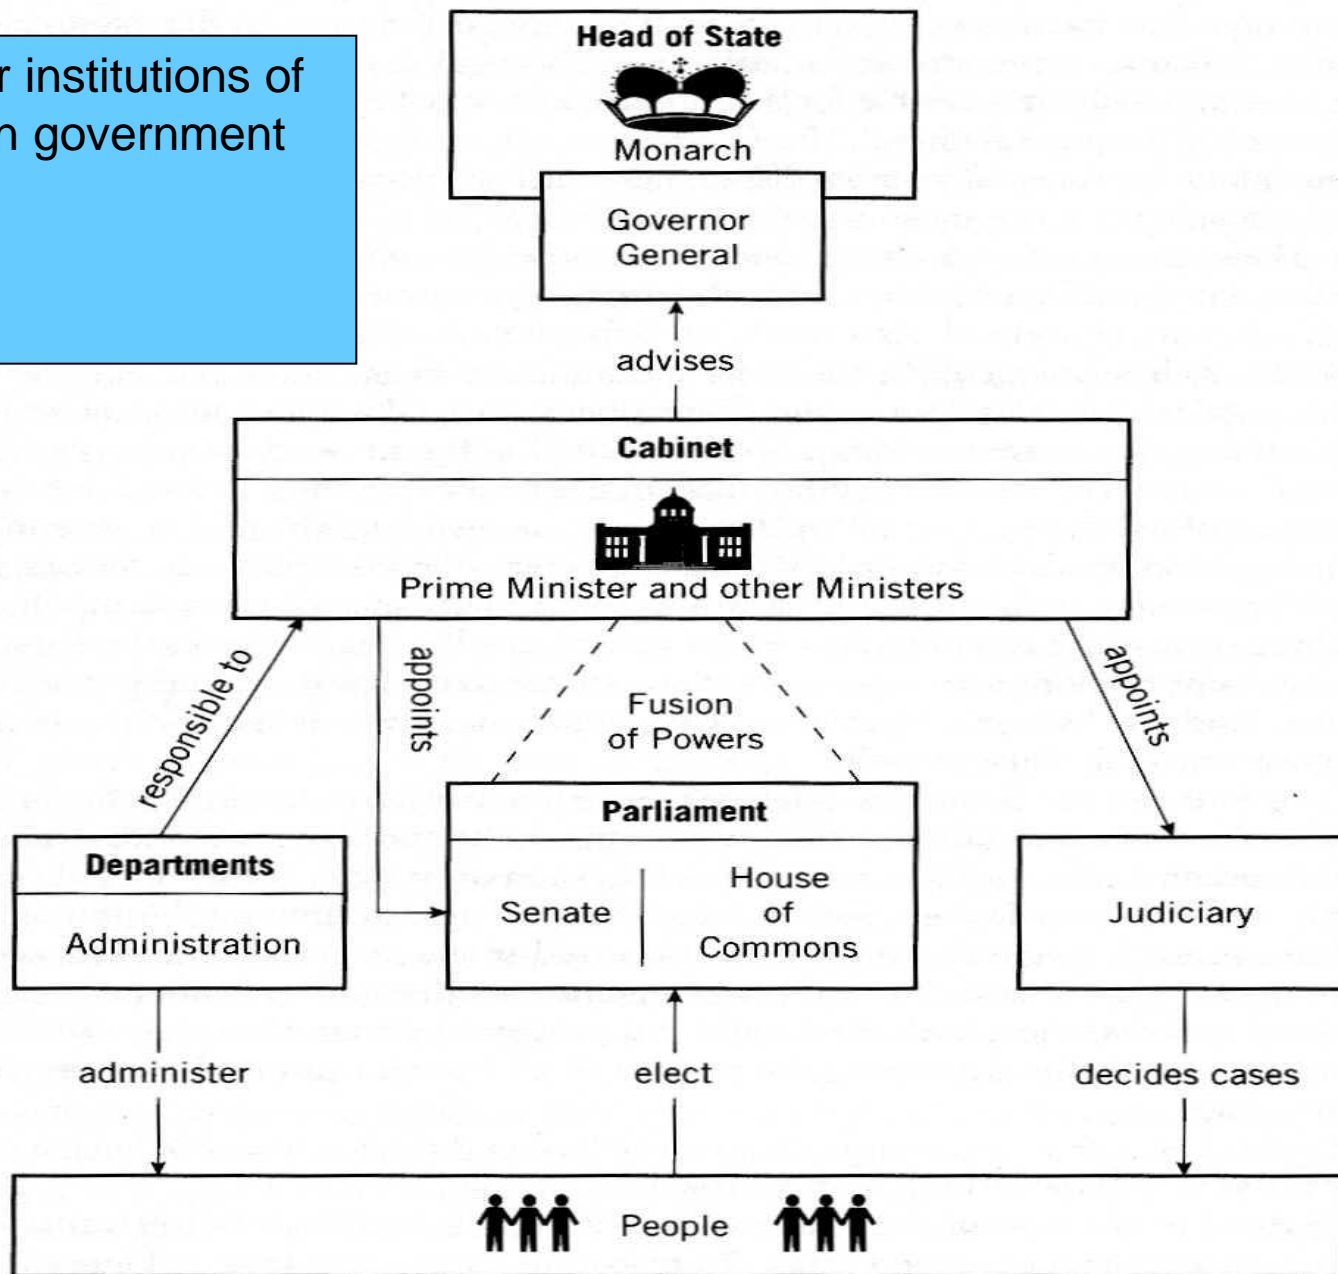 r institutions of
n government
Head of State
Monarch
Governor
General
advises
Cabinet
Prime Minister and other Ministers
responsible to
appoints
Fusion
of Powers
appoints
Parliament
Senate
House
of
Commons
Departments
Administration
Judiciary
administer
elect
decides cases
People